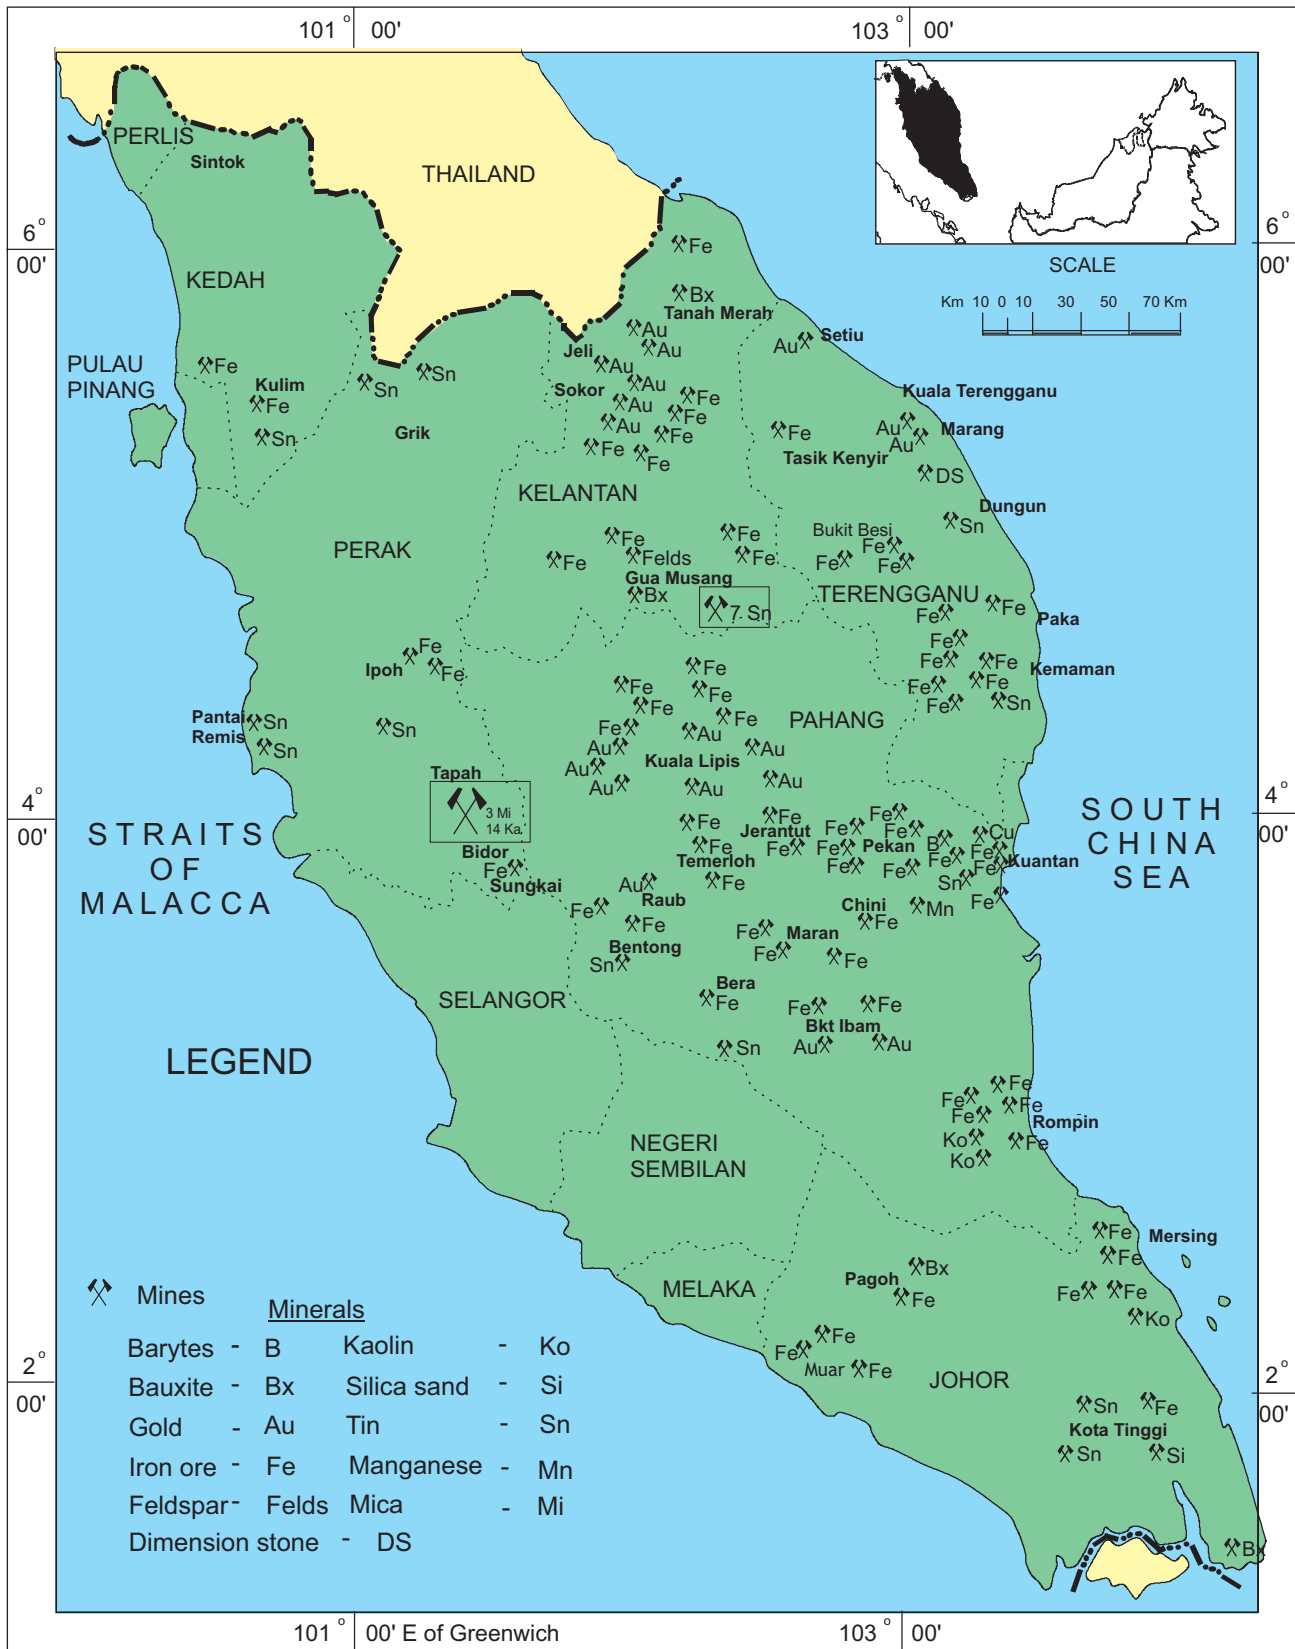 101 ° 00'
103 ° 00'
PERLIS
Sintok
THAILAND
6°
00'
6°
00'
SCALE
Km 10 0 10 30 50 70 Km
KEDAH
Fe
Bx
Tanah Merah
Au
Au
Au
Setiu
Jeli
Au
PULAU
PINANG
Fe
Kulim
Fe
Sn
Sn
Sn
Grik
Sokor
Au
Au
Au
Fe
Fe
Fe
Fe
Fe
Kuala Terengganu
Au
Au
Marang
Fe
Tasik Kenyir
DS
KELANTAN
Dungun
Sn
PERAK
Fe
Fe
Felds
Fe
Fe
Bukit Besi
Fe
Fe
Fe
Gua Musang
Bx
7 Sn
TERENGGANU
Fe
Fe
Paka
Fe
Fe
Fe
Kemaman
Fe
Fe
Fe
Sn
Ipoh
Fe
Fe
Fe
Fe
Fe
Fe
Fe
Fe
PAHANG
Pantai
Remis
Sn
Sn
Sn
Au
Au
Au
Au
Kuala Lipis
Au
Au
Au
Tapah
3 Mi
14 Ka
4°
00'
4°
00'
STRAITS
OF
MALACCA
SOUTH
CHINA
SEA
Bidor
Fe
Sungkai
Fe
Fe
Temerloh
Fe
Fe
Jerantut
Fe
Fe
Fe
Fe
Pekan
Fe
Fe
Fe
B
Fe
Cu
Fe
Fe
Kuantan
Sn
Fe
Au
Raub
Fe
Fe
Bentong
Sn
Chini
Fe
Mn
Fe
Maran
Fe
Fe
SELANGOR
Bera
Fe
Fe
Fe
Bkt Ibam
Au
Au
Sn
LEGEND
Fe
Fe
Fe
Fe
Rompin
Ko
Fe
Ko
NEGERI
SEMBILAN
Fe
Mersing
Fe
Fe
Fe
Ko
MELAKA
Pagoh
Bx
Fe
Fe
Fe
Muar
Fe
JOHOR
Sn
Fe
Kota Tinggi
Sn
Si
Bx
Mines
Minerals
Barytes - B Kaolin - Ko
Bauxite - Bx Silica sand - Si
Gold - Au Tin - Sn
Iron ore - Fe Manganese - Mn
Feldspar- Felds Mica - Mi
Dimension stone - DS
2°
00'
2°
00'
101 ° 00' E of Greenwich
103 ° 00'